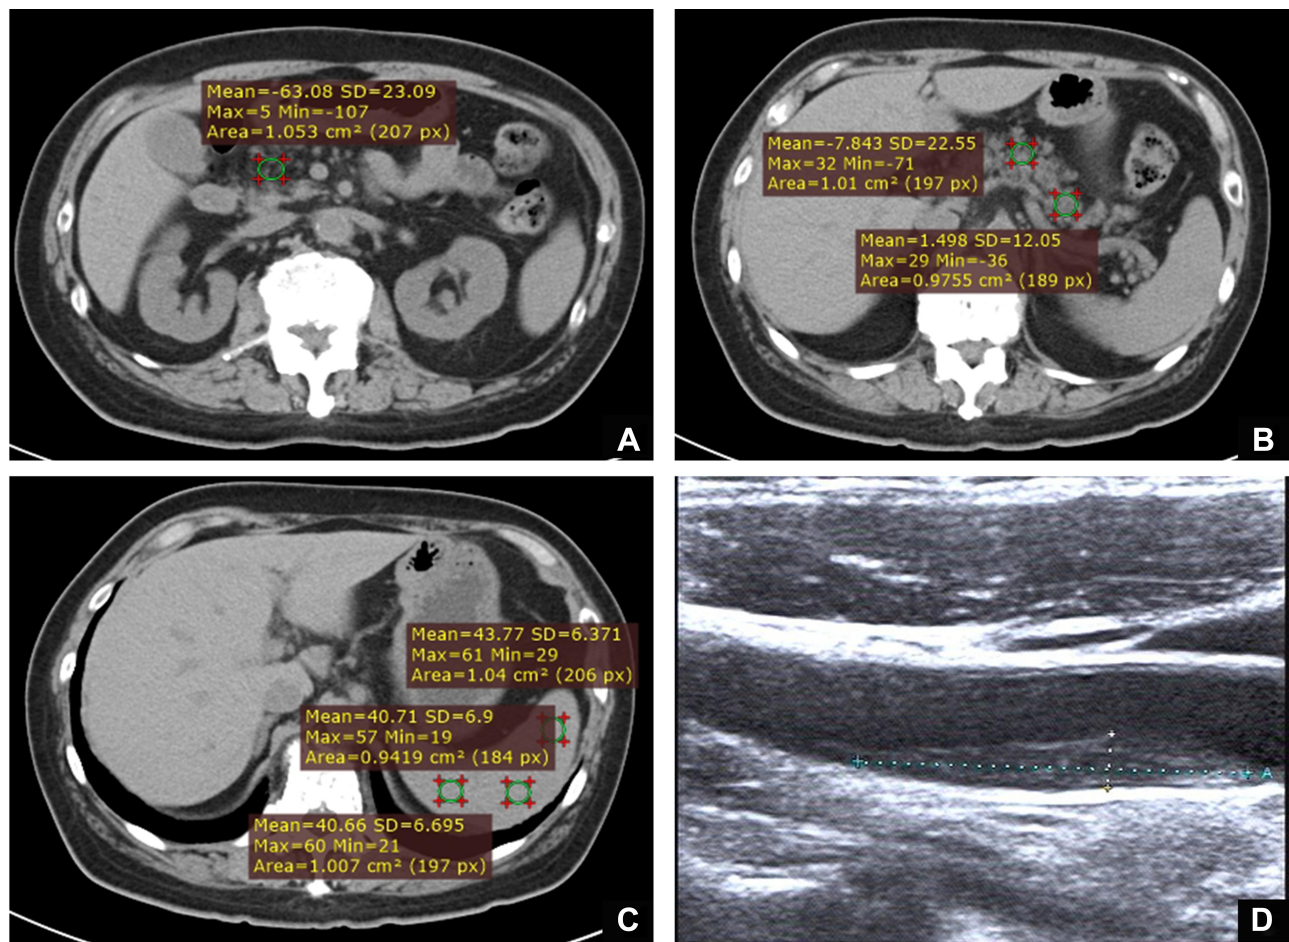 Mean=-63.08 SD=23.09
Max=5 Min=-107
Area=1.053 cm² (207 px)
A
Mean=-7.843 SD=22.55
Max=32 Min=-71
Area=1.01 cm² (197 px)
Mean=1.498 SD=12.05
Max=29 Min=-36
Area=0.9755 cm² (189 px)
B
Mean=43.77 SD=6.371
Max=61 Min=29
Area=1.04 cm² (206 px)
Mean=40.71 SD=6.9
Max=57 Min=19
Area=0.9419 cm² (184 px)
Mean=40.66 SD=6.695
Max=60 Min=21
Area=1.007 cm² (197 px)
C
A
D